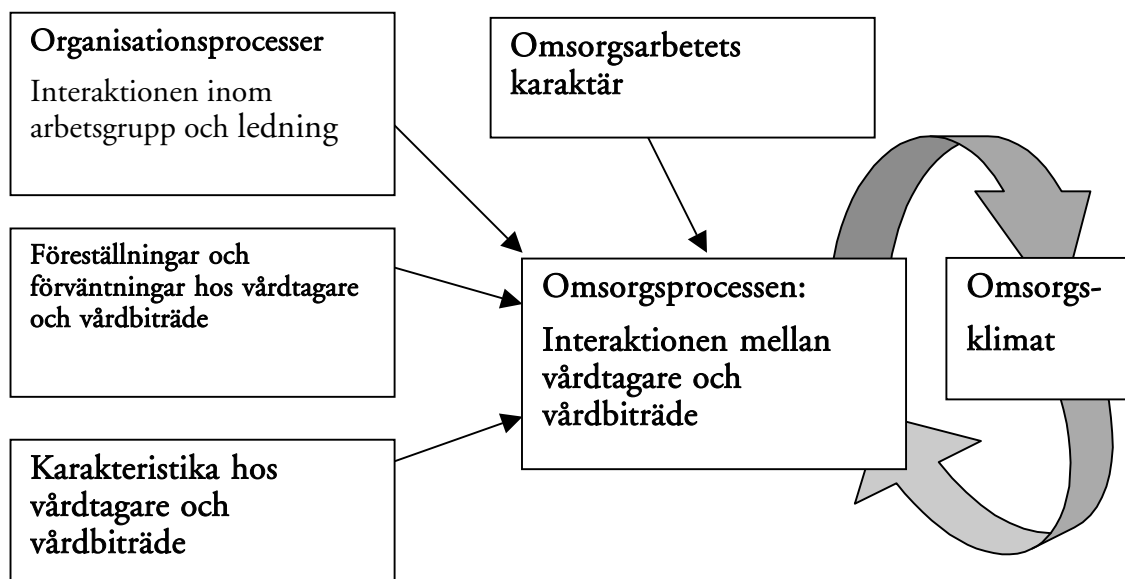 Organisationsprocesser
Interaktionen inom
arbetsgrupp och ledning
Omsorgsarbetets
karaktär
Föreställningar och
förväntningar hos vårdtagare
och vårdbiträde
Omsorgsprocessen:
Interaktionen mellan
vårdtagare och
vårdbiträde
Omsorgs-
klimat
Karakteristika hos
vårdtagare och
vårdbiträde